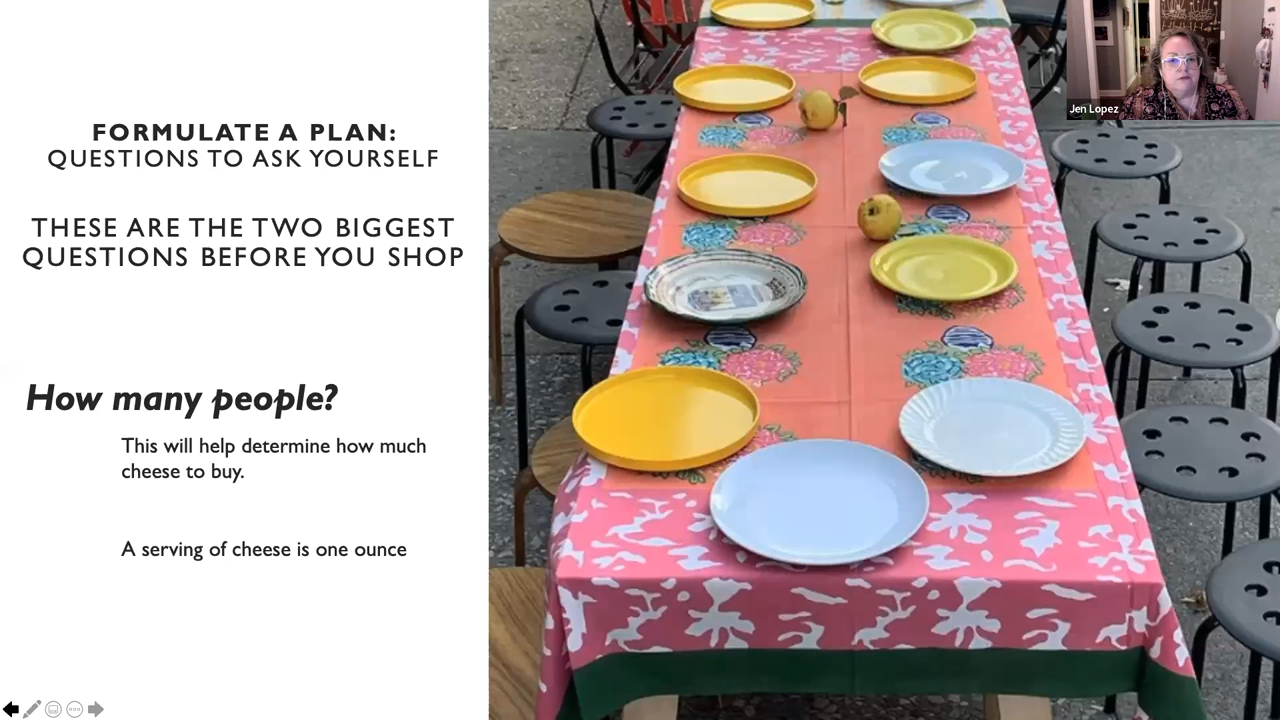 FORMULATE A PLAN:
QUESTIONS TO ASK YOURSELF
THESE ARE THE TWO BIGGEST
QUESTIONS BEFORE YOU SHOP
How many people?
This will help determine how much
cheese to buy.
A serving of cheese is one ounce
Jen Lopez